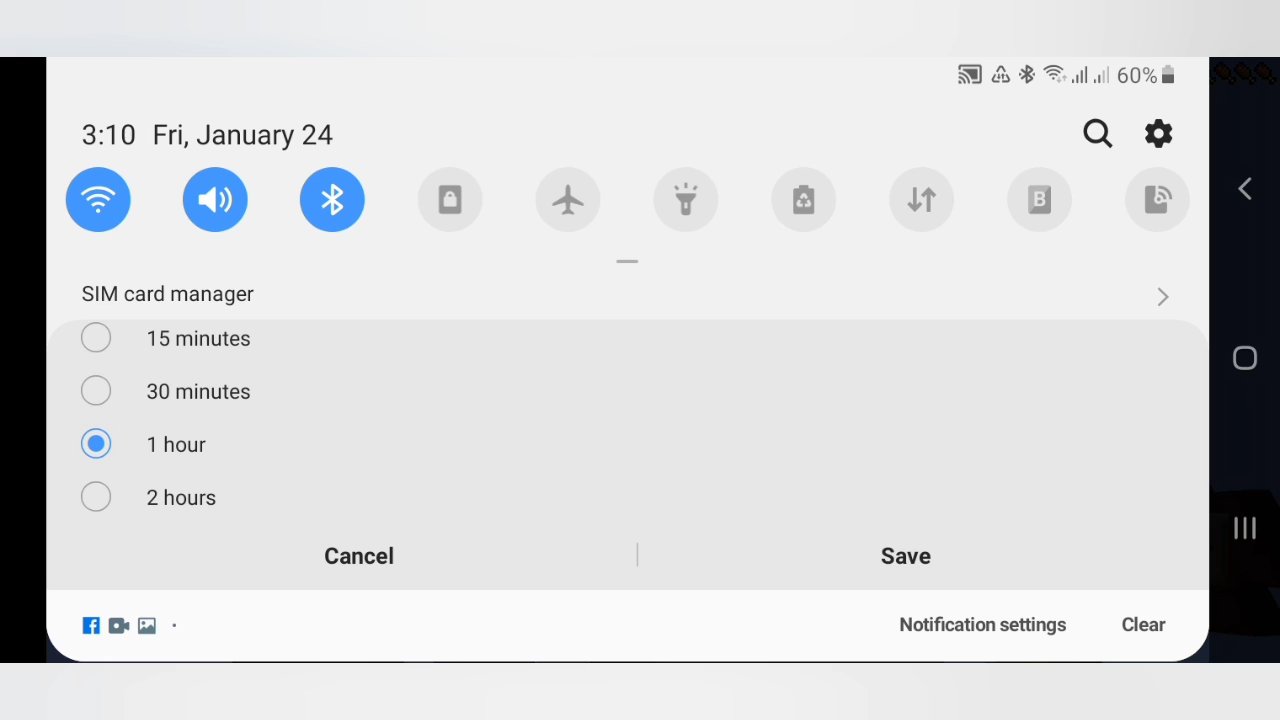 60%
3:10 Fri, January 24
B
SIM card manager
15 minutes
30 minutes
1 hour
2 hours
Cancel Save
Notification settings Clear